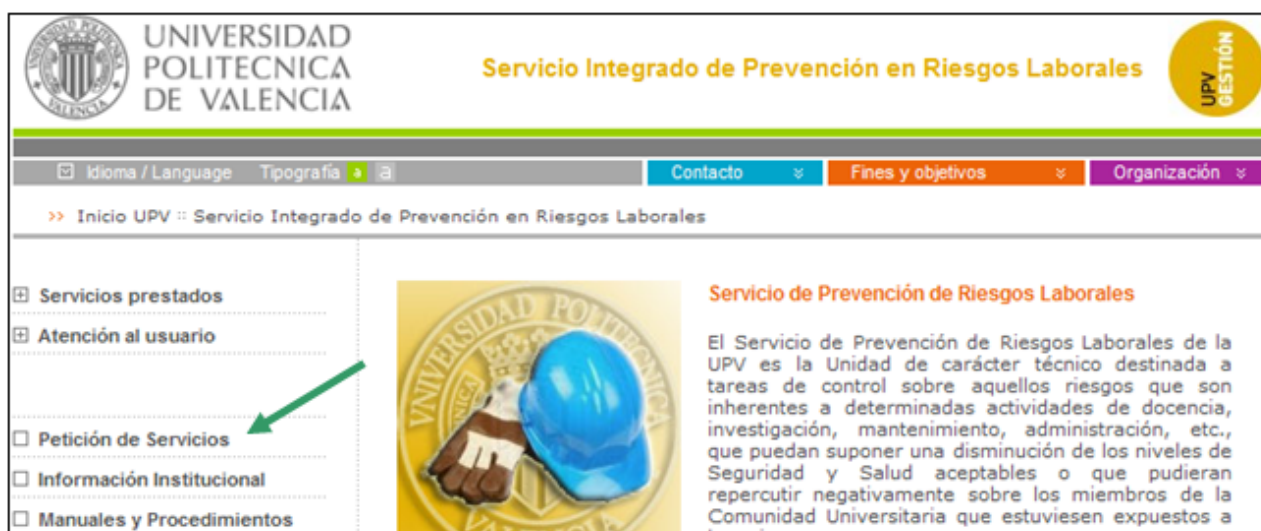 UNIVERSIDAD
POLITECNICA
DE VALENCIA
VALENCIA
Servicio Integrado de Prevención en Riesgos Laborales
UPV
GESTIÓN
Idioma / Language Tipografía a a
Contacto
Fines y objetivos
Organización
>> Inicio UPV :: Servicio Integrado de Prevención en Riesgos Laborales
Servicios prestados
Atención al usuario
Petición de Servicios
Información Institucional
Manuales y Procedimientos
VNIVERSIDAD POLITECNICA
VALENCIA
Servicio de Prevención de Riesgos Laborales
El Servicio de Prevención de Riesgos Laborales de la
UPV es la Unidad de carácter técnico destinada a
tareas de control sobre aquellos riesgos que son
inherentes a determinadas actividades de docencia,
investigación, mantenimiento, administración, etc.,
que puedan suponer una disminución de los niveles de
Seguridad y Salud aceptables o que pudieran
repercutir negativamente sobre los miembros de la
Comunidad Universitaria que estuviesen expuestos a